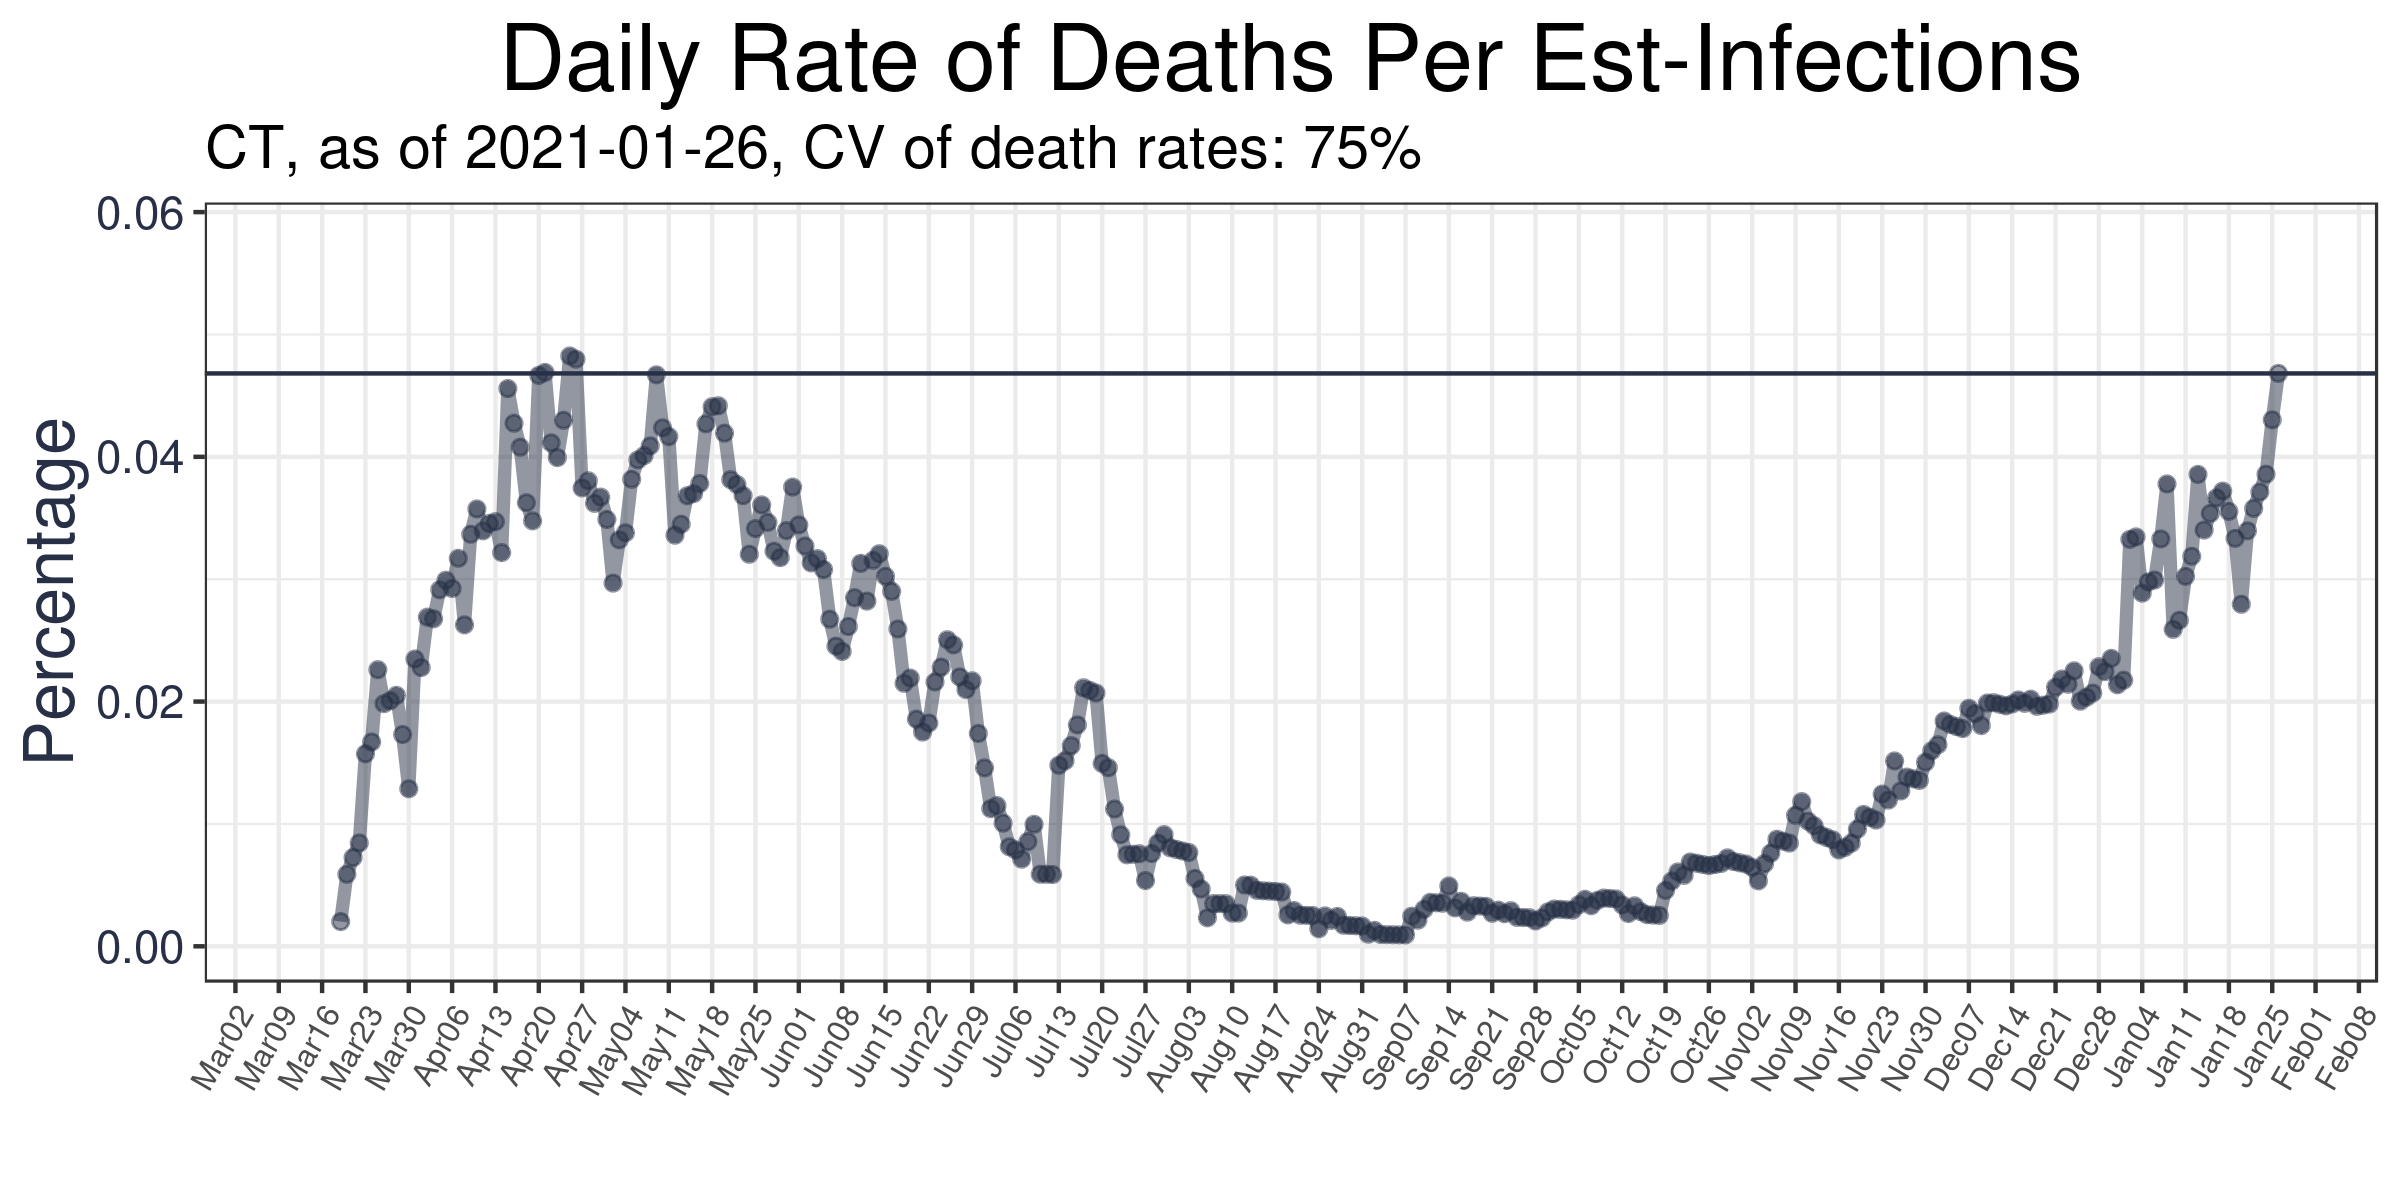 Daily Rate of Deaths Per Est-Infections
CT, as of 2021-01-26, CV of death rates: 75%
Percentage
0.06
0.04
0.02
0.00
Mar02
Mar09
Mar16
Mar23
Mar30
Apr06
Apr13
Apr20
Apr27
May04
May11
May18
May25
Jun01
Jun08
Jun15
Jun22
Jun29
Jul06
Jul13
Jul20
Jul27
Aug03
Aug10
Aug17
Aug24
Aug31
Sep07
Sep14
Sep21
Sep28
Oct05
Oct12
Oct19
Oct26
Nov02
Nov09
Nov16
Nov23
Nov30
Dec07
Dec14
Dec21
Dec28
Jan04
Jan11
Jan18
Jan25
Feb01
Feb08